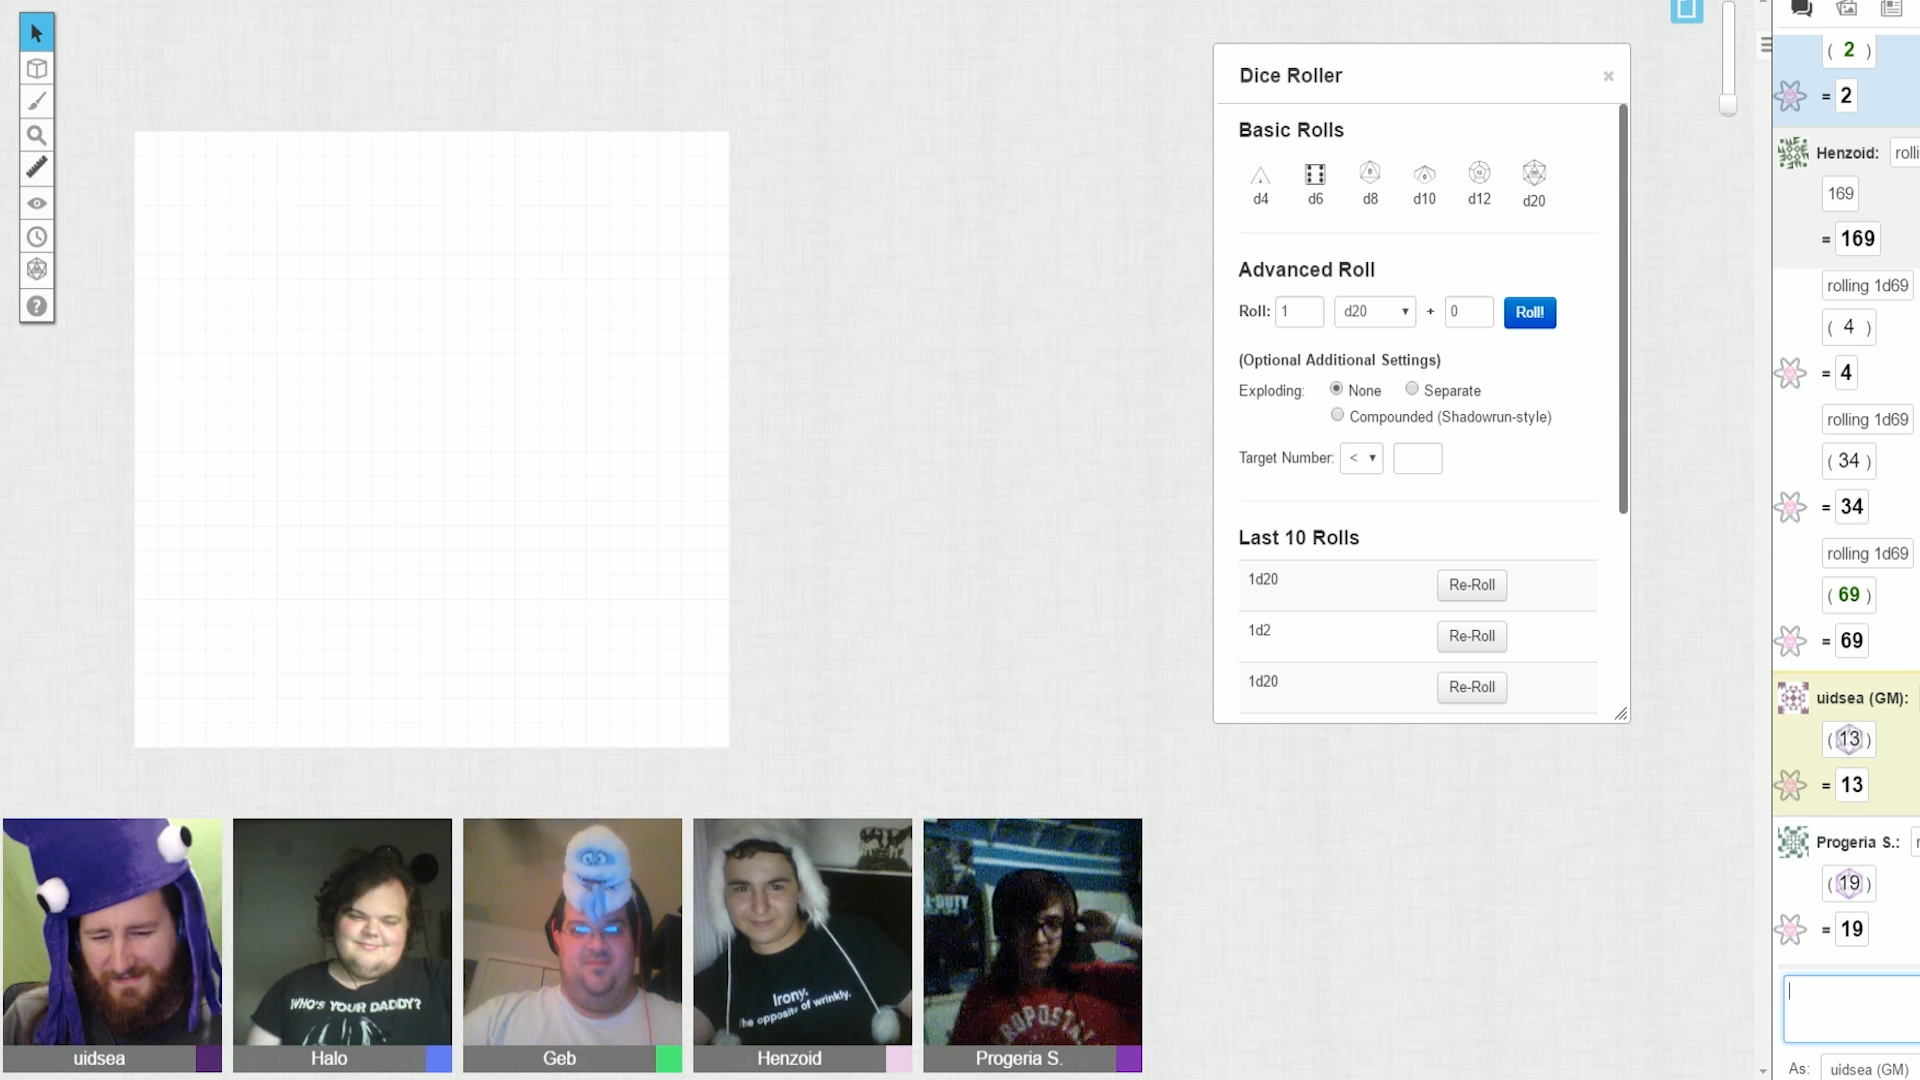 Dice Roller
×
Basic Rolls
d4
d6
d8
d10
d12
d20
Advanced Roll
Roll: 1 d20 + 0 Roll!
(Optional Additional Settings)
Exploding: None Separate
Compounded (Shadowrun-style)
Target Number: <
Last 10 Rolls
1d20 Re-Roll
1d2 Re-Roll
1d20 Re-Roll
( 2 )
= 2
Henzoid: rolli
169
= 169
rolling 1d69
( 4 )
= 4
rolling 1d69
( 34 )
= 34
rolling 1d69
( 69 )
= 69
uidsea (GM):
( 13 )
= 13
Progeria S.:
( 19 )
= 19
As: uidsea (GM)
WHO'S YOUR DADDY?
Irony.
The opposite of wrinkly.
uidsea
Halo
Geb
Henzoid
Progeria S.